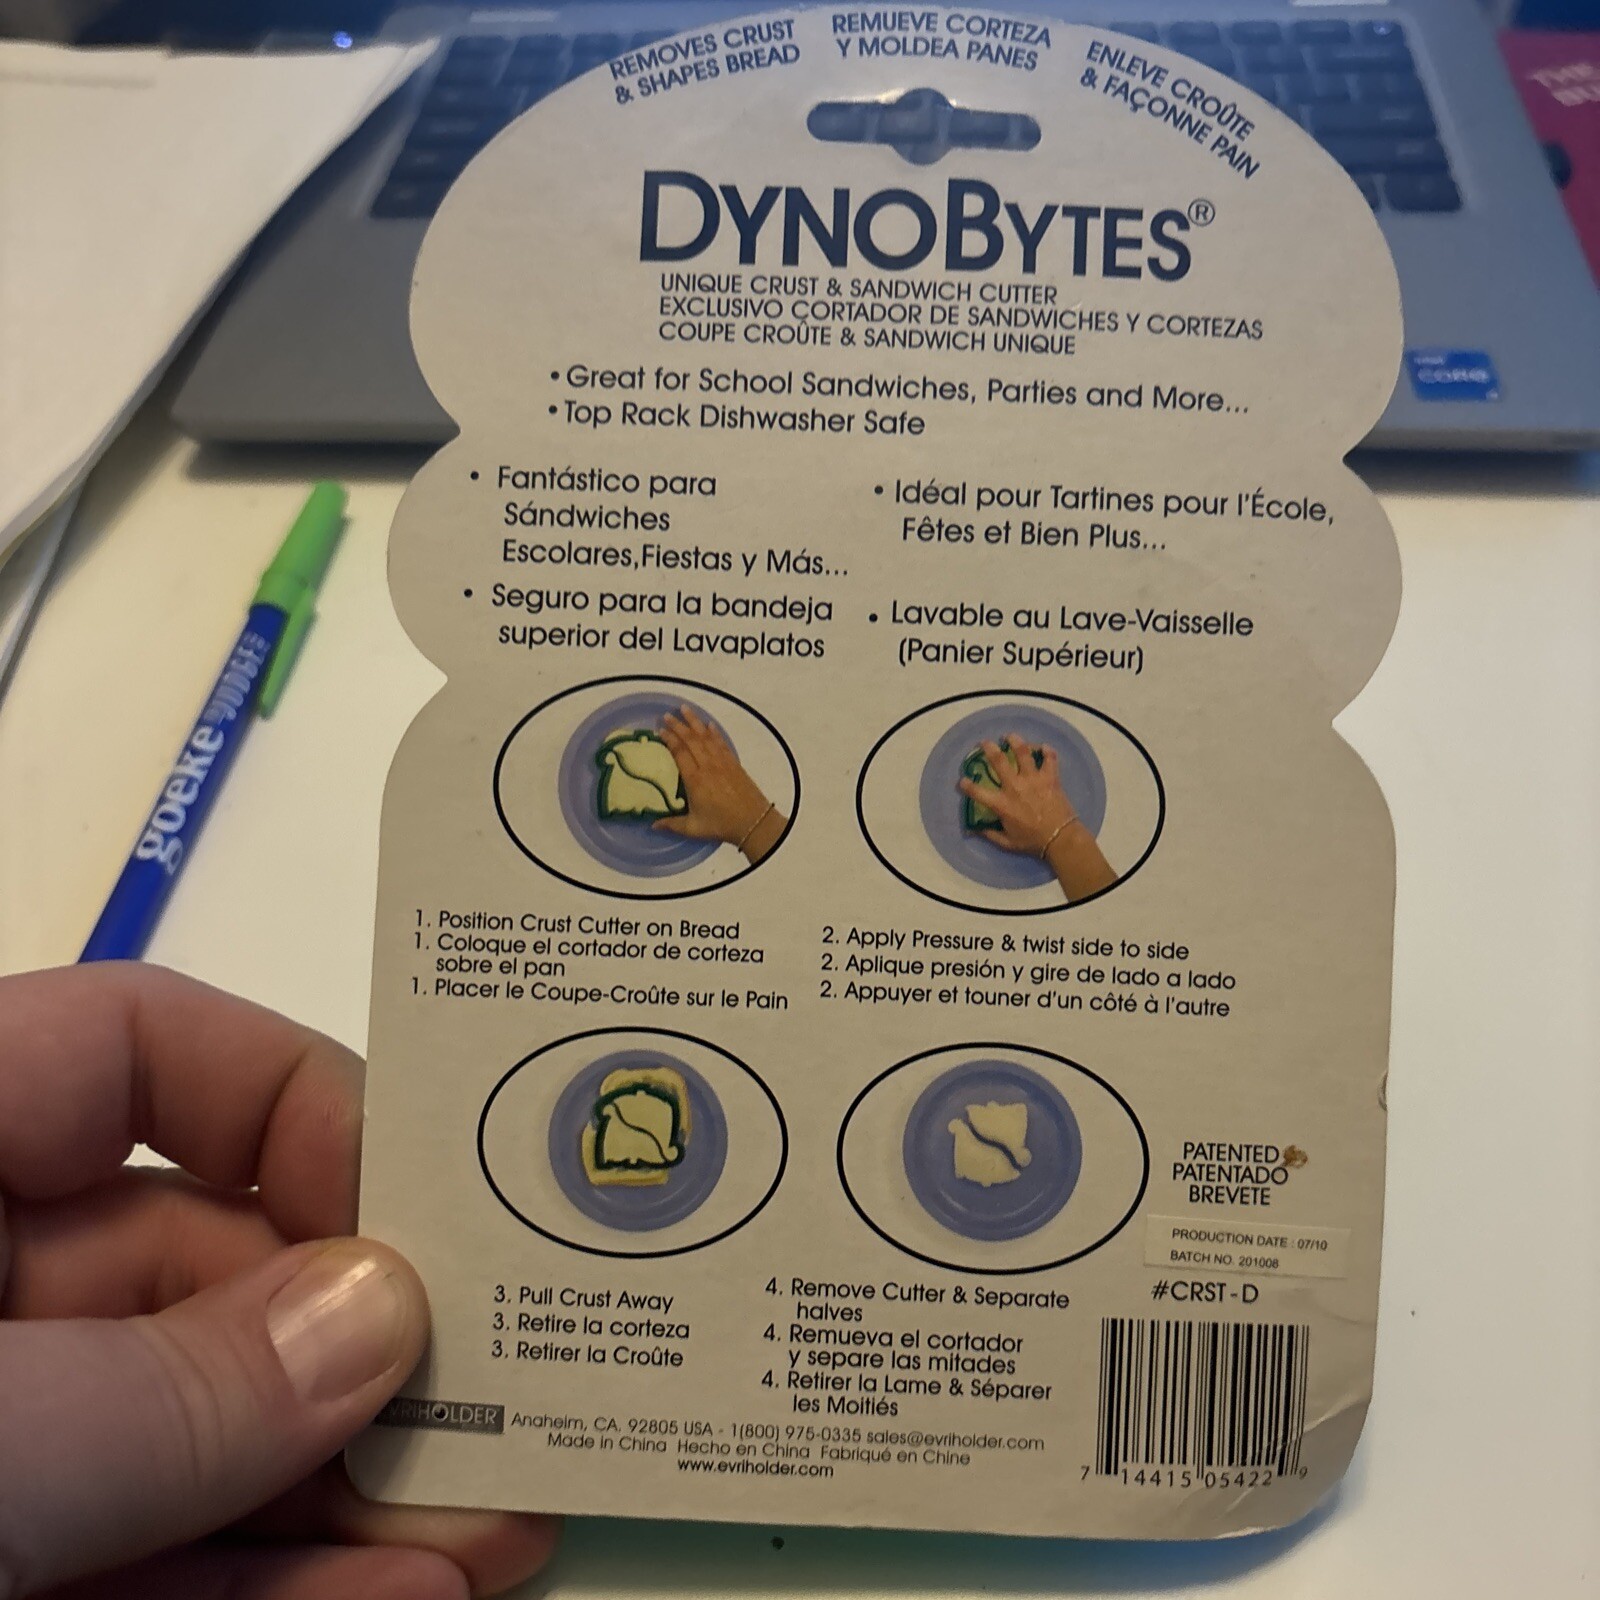 REMOVES CRUST
& SHAPES BREAD
REMUEVE CORTEZA
Y MOLDEA PANES
ENLEVE CROÛTE
& FAÇONNE PAIN
DYNOBYTES®
UNIQUE CRUST & SANDWICH CUTTER
EXCLUSIVO CORTADOR DE SANDWICHES Y CORTEZAS
COUPE CROÛTE & SANDWICH UNIQUE
• Great for School Sandwiches, Parties and More...
• Top Rack Dishwasher Safe
• Fantástico para
Sándwiches
Escolares,Fiestas y Más...
• Seguro para la bandeja
superior del Lavaplatos
• Idéal pour Tartines pour l'École,
Fêtes et Bien Plus...
• Lavable au Lave-Vaisselle
(Panier Supérieur)
1. Position Crust Cutter on Bread
1. Coloque el cortador de corteza
sobre el pan
1. Placer le Coupe-Croûte sur le Pain
2. Apply Pressure & twist side to side
2. Aplique presión y gire de lado a lado
2. Appuyer et touner d'un côté à l'autre
3. Pull Crust Away
3. Retire la corteza
3. Retirer la Croûte
4. Remove Cutter & Separate
halves
4. Remueva el cortador
y separe las mitades
4. Retirer la Lame & Séparer
les Moitiés
PATENTED
PATENTADO
BREVETE
PRODUCTION DATE : 07/10
BATCH NO. 201008
#CRST-D
7 14415 05422 9
EVRIHOLDER Anaheim, CA, 92805 USA - 1(800) 975-0335 sales@evriholder.com
Made in China Hecho en China Fabriqué en Chine
www.evriholder.com
goeke
CORE
THE